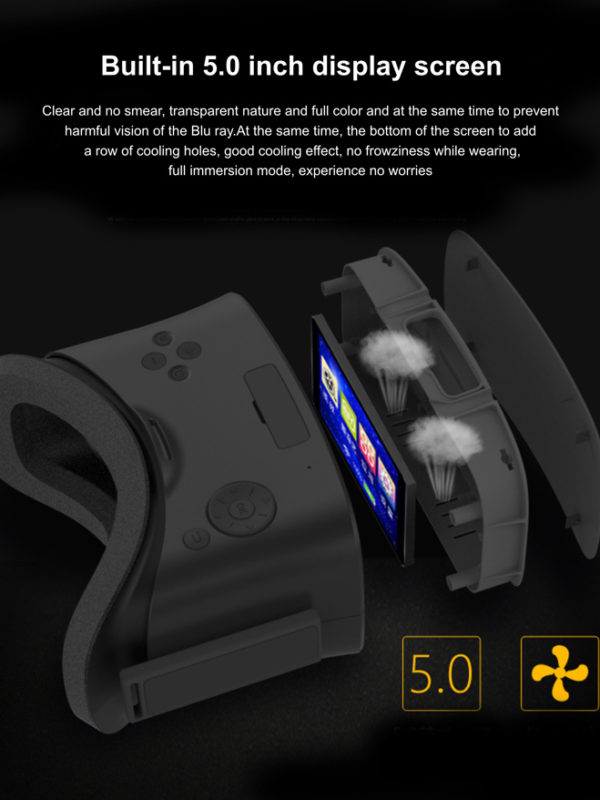 Built-in 5.0 inch display screen
Clear and no smear, transparent nature and full color and at the same time to prevent
harmful vision of the Blu ray.At the same time, the bottom of the screen to add
a row of cooling holes, good cooling effect, no frowziness while wearing,
full immersion mode, experience no worries
5.0